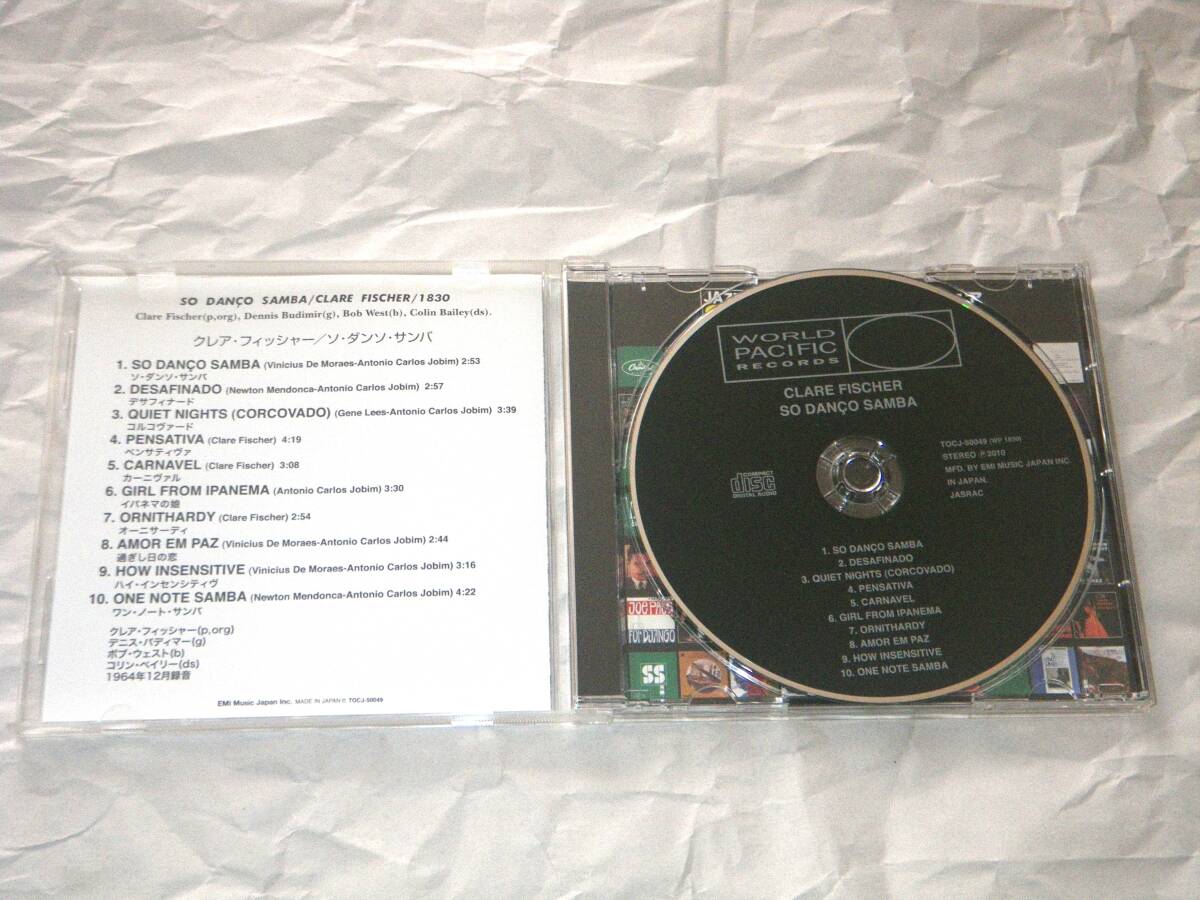 SO DANÇO SAMBA/CLARE FISCHER/1830
Clare Fischer(p,org), Dennis Budimir(g), Bob West(b), Colin Bailey(ds).
クレア・フィッシャー／ソ・ダンソ・サンバ
1. SO DANÇO SAMBA (Vinicius De Moraes-Antonio Carlos Jobim) 2:53
ソ・ダンソ・サンバ
2. DESAFINADO (Newton Mendonca-Antonio Carlos Jobim) 2:57
デサフィナード
3. QUIET NIGHTS (CORCOVADO) (Gene Lees-Antonio Carlos Jobim) 3:39
コルコヴァード
4. PENSATIVA (Clare Fischer) 4:19
ペンサティヴァ
5. CARNAVEL (Clare Fischer) 3:08
カーニヴァル
6. GIRL FROM IPANEMA (Antonio Carlos Jobim) 3:30
イパネマの娘
7. ORNITHARDY (Clare Fischer) 2:54
オーニサーディ
8. AMOR EM PAZ (Vinicius De Moraes-Antonio Carlos Jobim) 2:44
過ぎし日の恋
9. HOW INSENSITIVE (Vinicius De Moraes-Antonio Carlos Jobim) 3:16
ハイ・インセンシティヴ
10. ONE NOTE SAMBA (Newton Mendonca-Antonio Carlos Jobim) 4:22
ワン・ノート・サンバ
クレア・フィッシャー(p,org)
デニス・バディマー(g)
ボブ・ウェスト(b)
コリン・ベイリー(ds)
1964年12月録音
EMI Music Japan Inc. MADE IN JAPAN Ⓟ TOCJ-50049
JAZZ
WORLD
PACIFIC
RECORDS
CLARE FISCHER
SO DANÇO SAMBA
TOCJ-50049 (WP 1830)
STEREO Ⓟ 2010
MFD. BY EMI MUSIC JAPAN INC.
IN JAPAN.
JASRAC
COMPACT
disc
DIGITAL AUDIO
1. SO DANÇO SAMBA
2. DESAFINADO
3. QUIET NIGHTS (CORCOVADO)
4. PENSATIVA
5. CARNAVEL
6. GIRL FROM IPANEMA
7. ORNITHARDY
8. AMOR EM PAZ
9. HOW INSENSITIVE
10. ONE NOTE SAMBA
Capitol
JOE
FOR DJANGO
SS